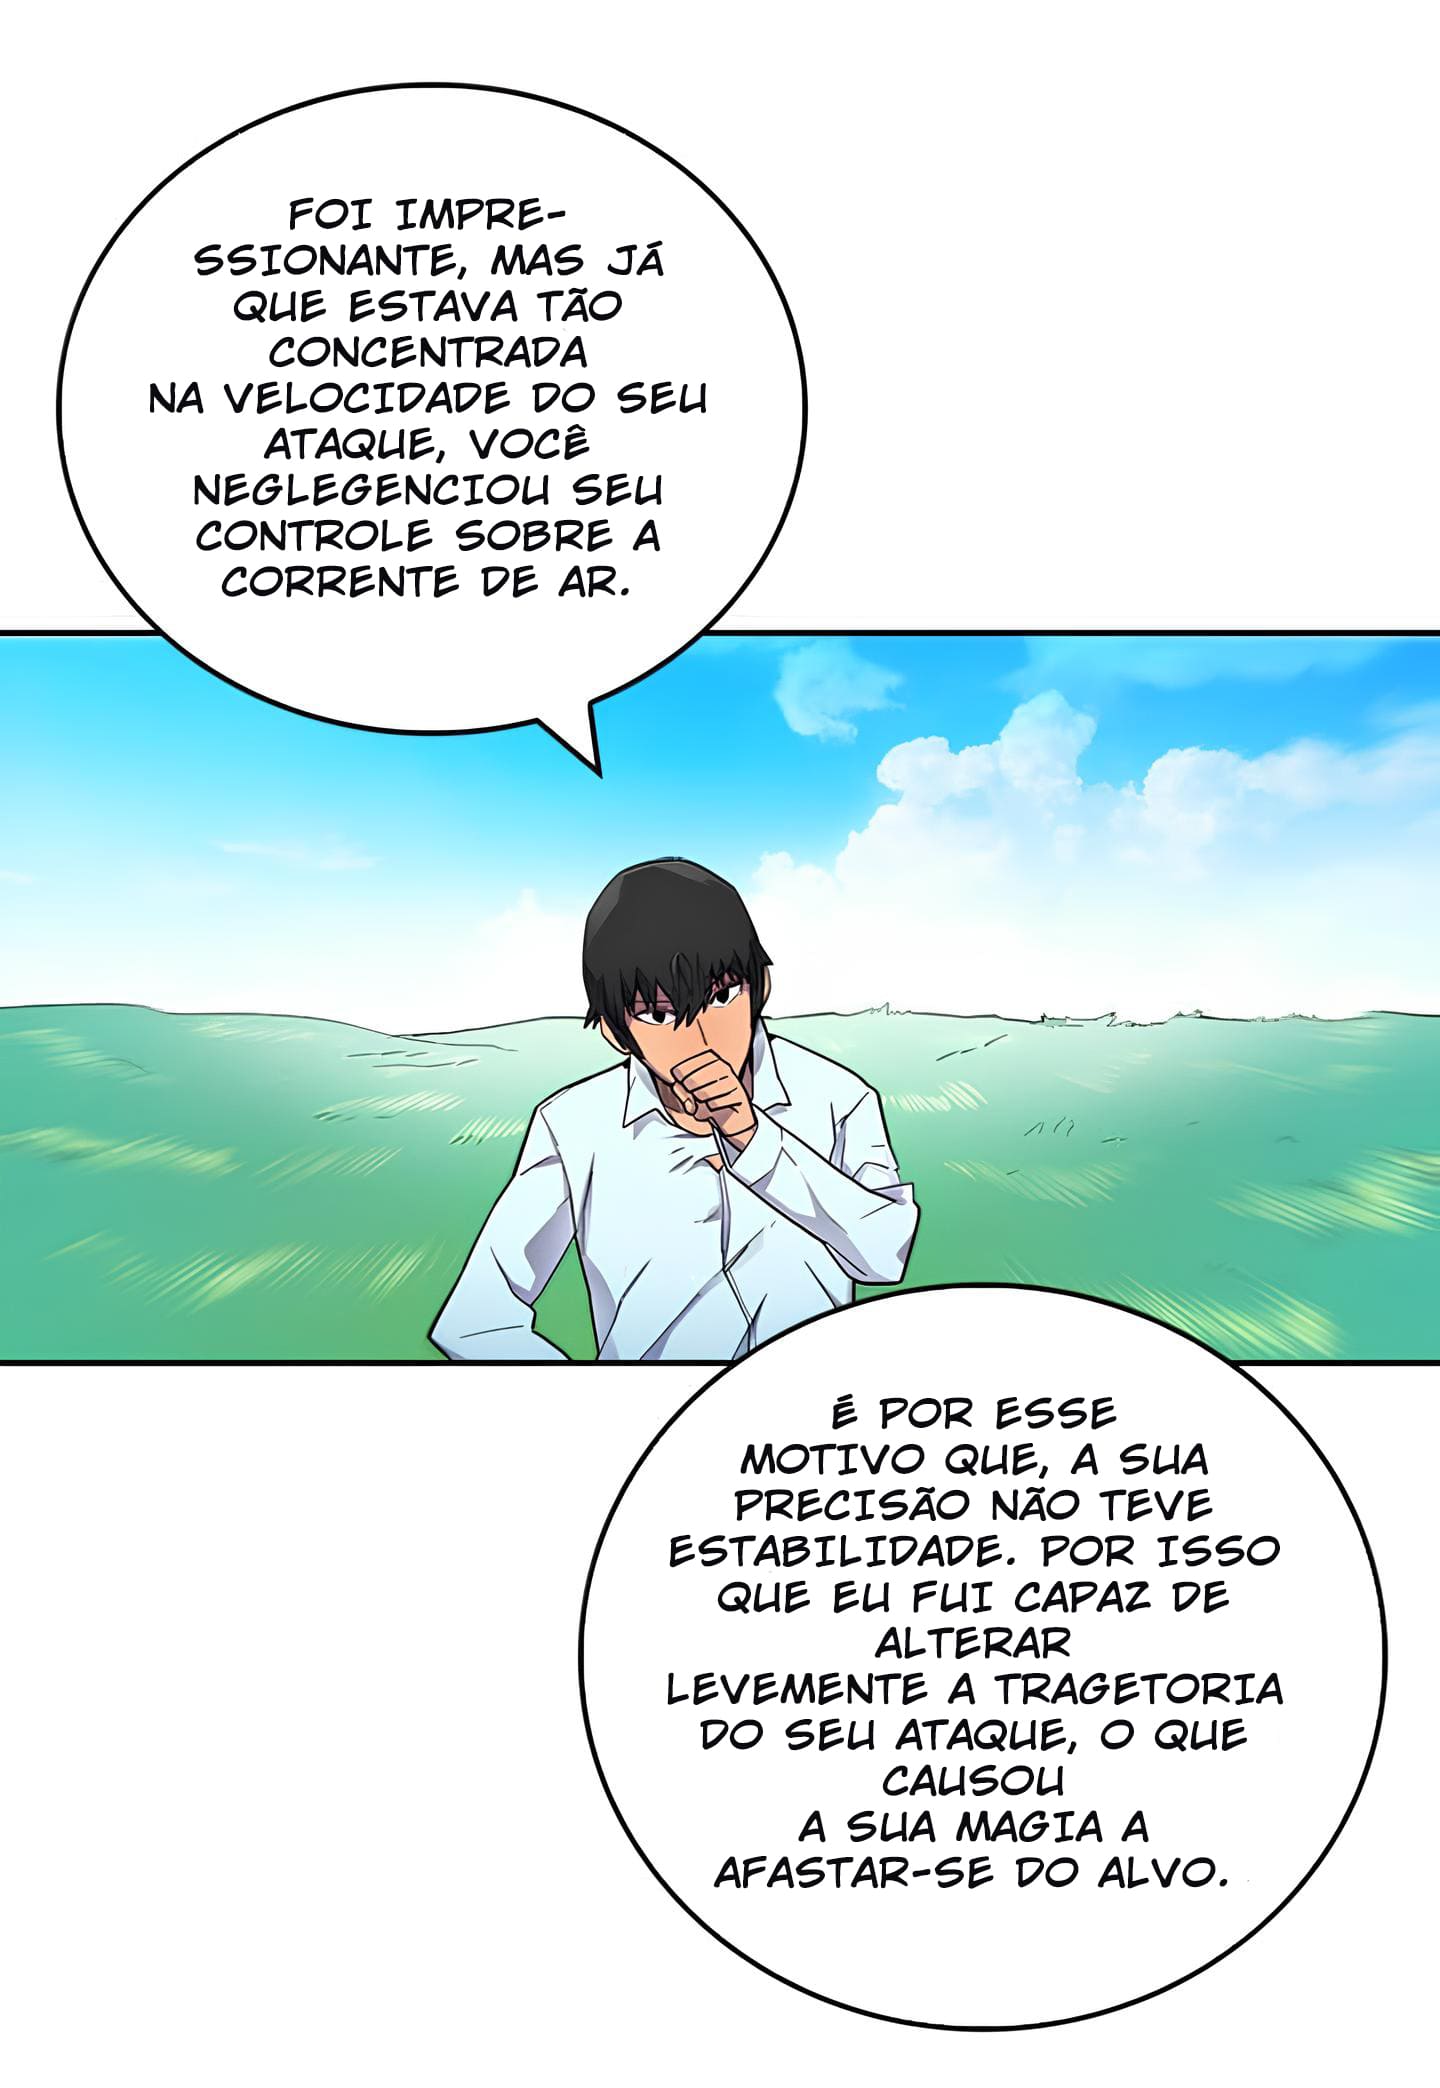 FOI IMPRE-
SSIONANTE, MAS JÁ
QUE ESTAVA TÃO
CONCENTRADA
NA VELOCIDADE DO SEU
ATAQUE, VOCÊ
NEGLEGENCIOU SEU
CONTROLE SOBRE A
CORRENTE DE AR.
É POR ESSE
MOTIVO QUE, A SUA
PRECISÃO NÃO TEVE
ESTABILIDADE. POR ISSO
QUE EU FUI CAPAZ DE
ALTERAR
LEVEMENTE A TRAGETORIA
DO SEU ATAQUE, O QUE
CAUSOU
A SUA MAGIA A
AFASTAR-SE DO ALVO.